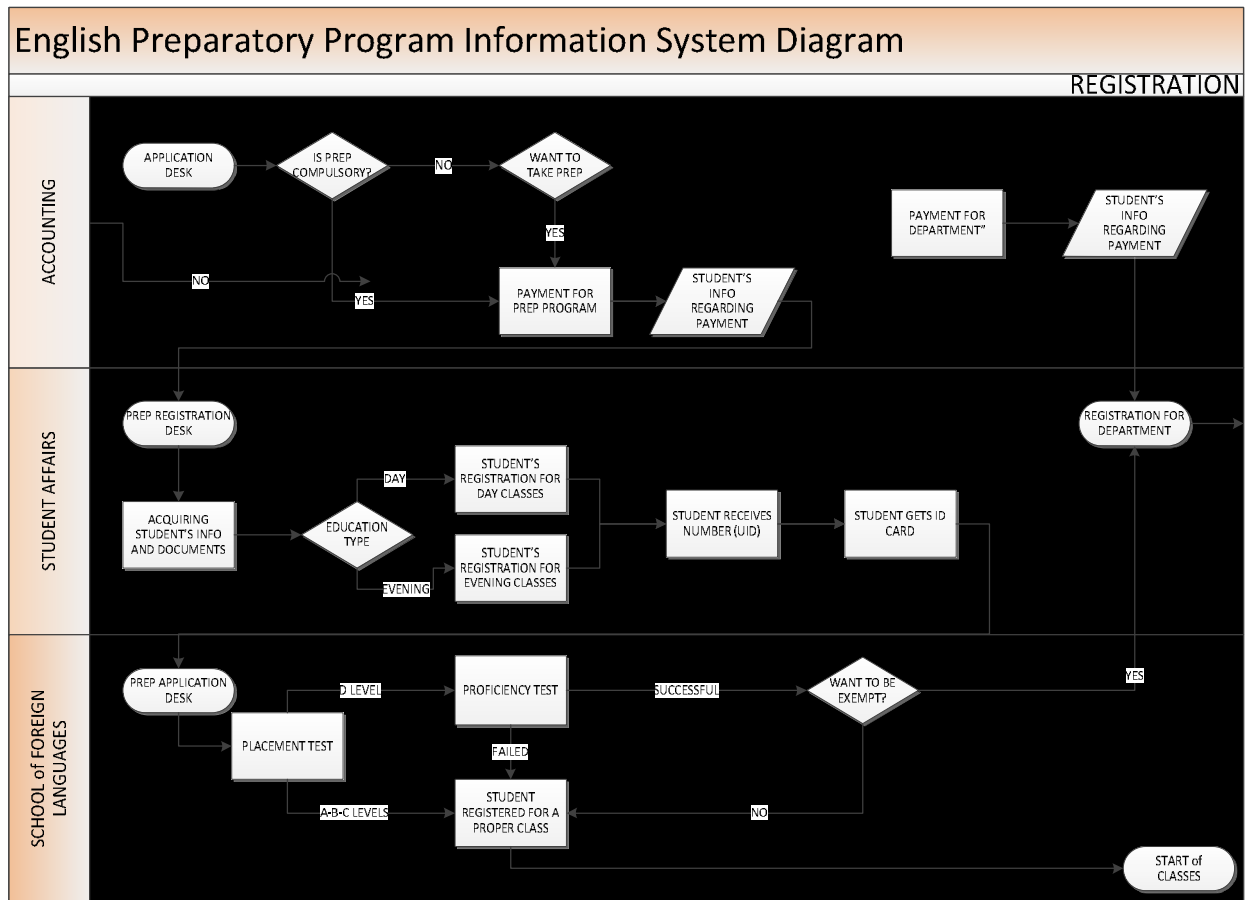 English Preparatory Program Information System Diagram
REGISTRATION
ACCOUNTING
APPLICATION
DESK
IS PREP
COMPULSORY?
NO
WANT TO
TAKE PREP
YES
NO
YES
PAYMENT FOR
PREP PROGRAM
STUDENT'S
INFO
REGARDING
PAYMENT
PAYMENT FOR
DEPARTMENT"
STUDENT'S
INFO
REGARDING
PAYMENT
STUDENT AFFAIRS
PREP REGISTRATION
DESK
ACQUIRING
STUDENT'S INFO
AND DOCUMENTS
EDUCATION
TYPE
DAY
EVENING
STUDENT'S
REGISTRATION FOR
DAY CLASSES
STUDENT'S
REGISTRATION FOR
EVENING CLASSES
STUDENT RECEIVES
NUMBER (UID)
STUDENT GETS ID
CARD
REGISTRATION FOR
DEPARTMENT
SCHOOL of FOREIGN
LANGUAGES
PREP APPLICATION
DESK
PLACEMENT TEST
D LEVEL
A-B-C LEVELS
PROFICIENCY TEST
SUCCESSFUL
FAILED
WANT TO BE
EXEMPT?
YES
NO
STUDENT
REGISTERED FOR A
PROPER CLASS
START of
CLASSES